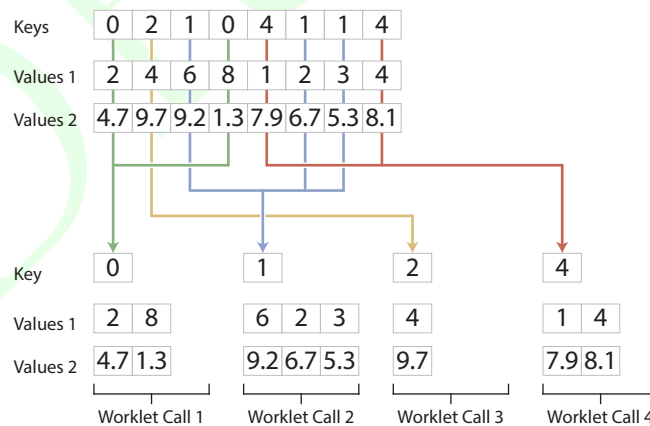 Keys 0 2 1 0 4 1 1 4
Values 1 2 4 6 8 1 2 3 4
Values 2 4.7 9.7 9.2 1.3 7.9 6.7 5.3 8.1
Key 0 1 2 4
Values 1 2 8 6 2 3 4 1 4
Values 2 4.7 1.3 9.2 6.7 5.3 9.7 7.9 8.1
Worklet Call 1 Worklet Call 2 Worklet Call 3 Worklet Call 4